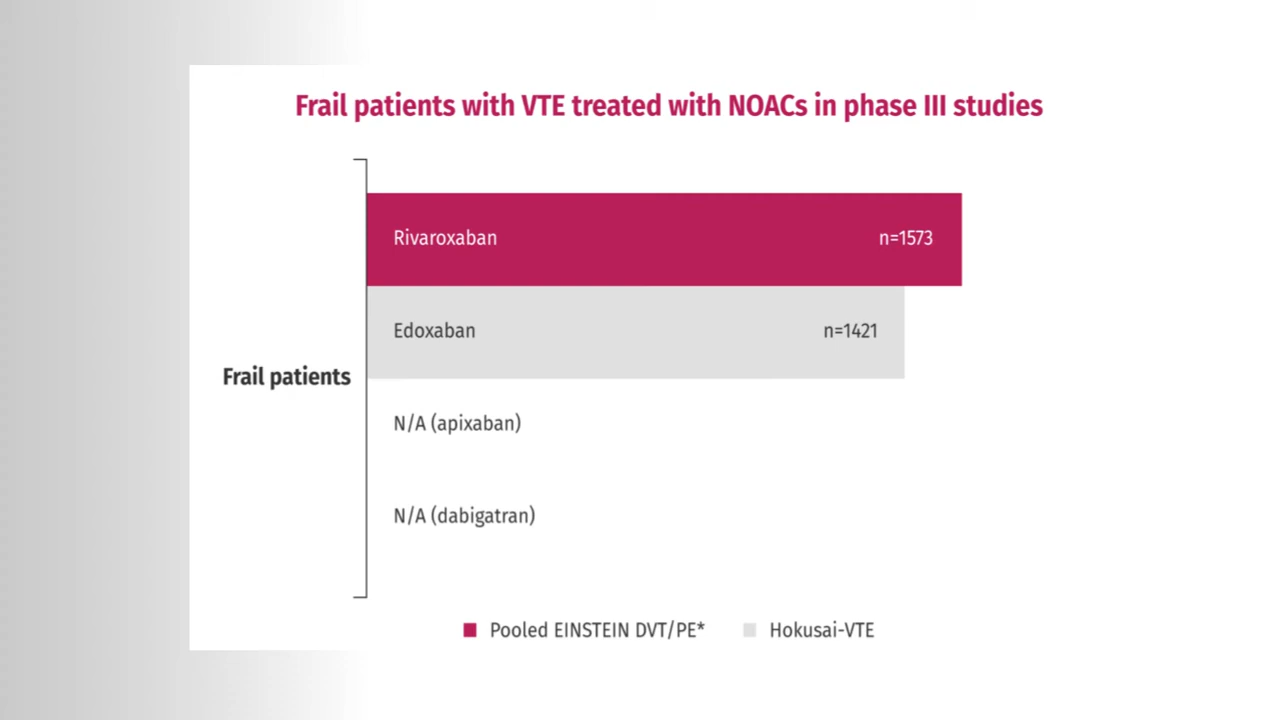 Frail patients with VTE treated with NOACs in phase III studies
Rivaroxaban n=1573
Edoxaban n=1421
Frail patients
N/A (apixaban)
N/A (dabigatran)
Pooled EINSTEIN DVT/PE* Hokusai-VTE